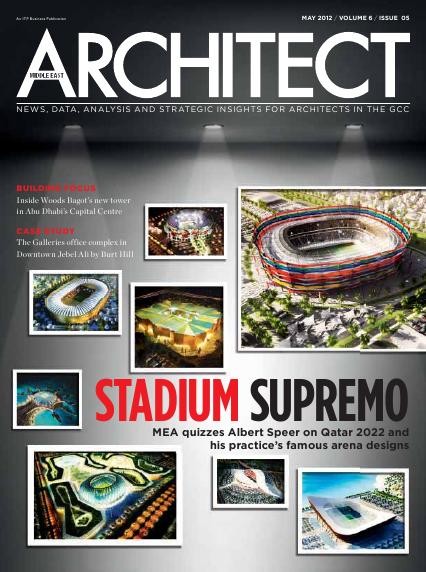 An ITP Business Publication
MAY 2012 / VOLUME 6 / ISSUE 05
ARCHITECT
MIDDLE EAST
NEWS, DATA, ANALYSIS AND STRATEGIC INSIGHTS FOR ARCHITECTS IN THE GCC
BUILDING FOCUS
Inside Woods Bagot's new tower
in Abu Dhabi's Capital Centre
CASE STUDY
The Galleries office complex in
Downtown Jebel Ali by Burt Hill
STADIUM SUPREMO
MEA quizzes Albert Speer on Qatar 2022 and
his practice's famous arena designs